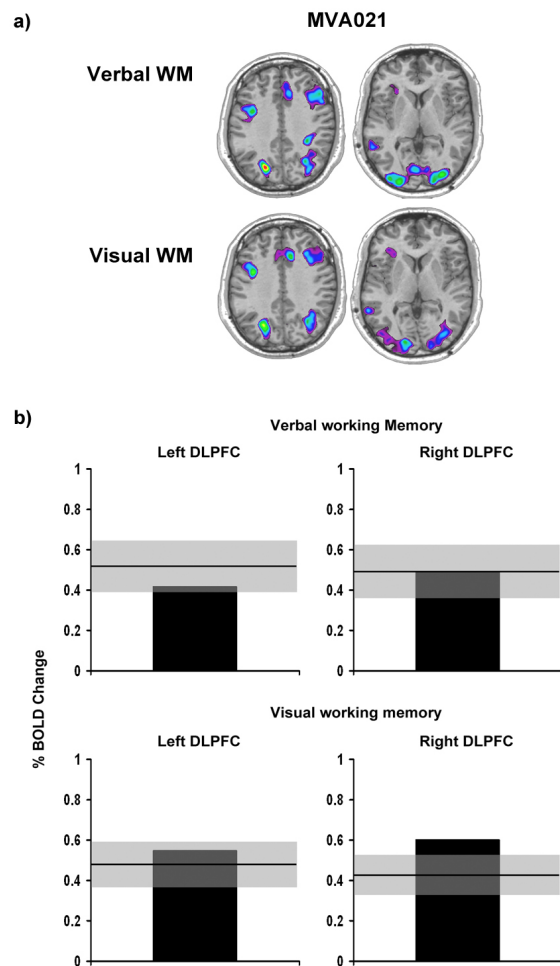 a)
MVA021
Verbal WM
Visual WM
b)
Verbal working Memory
Left DLPFC
Right DLPFC
1
0.8
0.6
0.4
0.2
0
1
0.8
0.6
0.4
0.2
0
% BOLD Change
Visual working memory
Left DLPFC
Right DLPFC
1
0.8
0.6
0.4
0.2
0
1
0.8
0.6
0.4
0.2
0